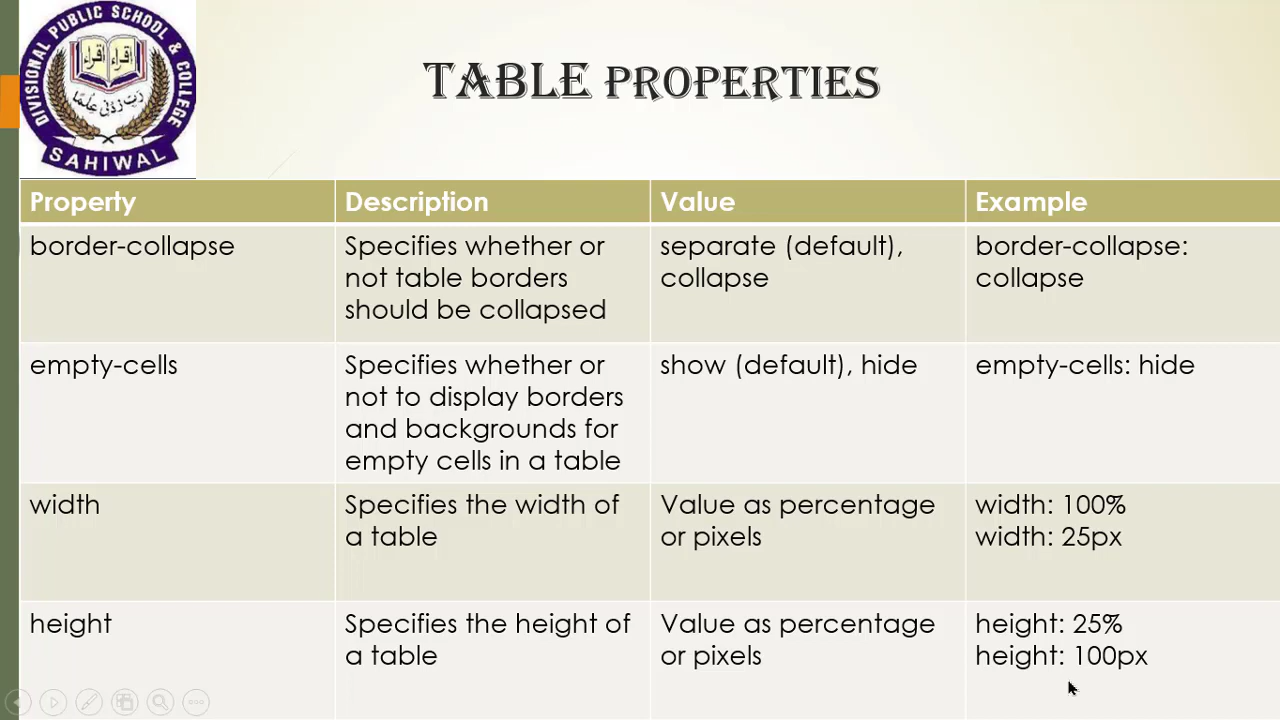 DIVISIONAL PUBLIC SCHOOL & COLLEGE
اقراء اقراء
رَبِّ زِدْنِیْ عِلْمًا
SAHIWAL
TABLE PROPERTIES
Property Description Value Example
border-collapse
Specifies whether or
not table borders
should be collapsed
separate (default),
collapse
border-collapse:
collapse
empty-cells
Specifies whether or
not to display borders
and backgrounds for
empty cells in a table
show (default), hide
empty-cells: hide
width
Specifies the width of
a table
Value as percentage
or pixels
width: 100%
width: 25px
height
Specifies the height of
a table
Value as percentage
or pixels
height: 25%
height: 100px